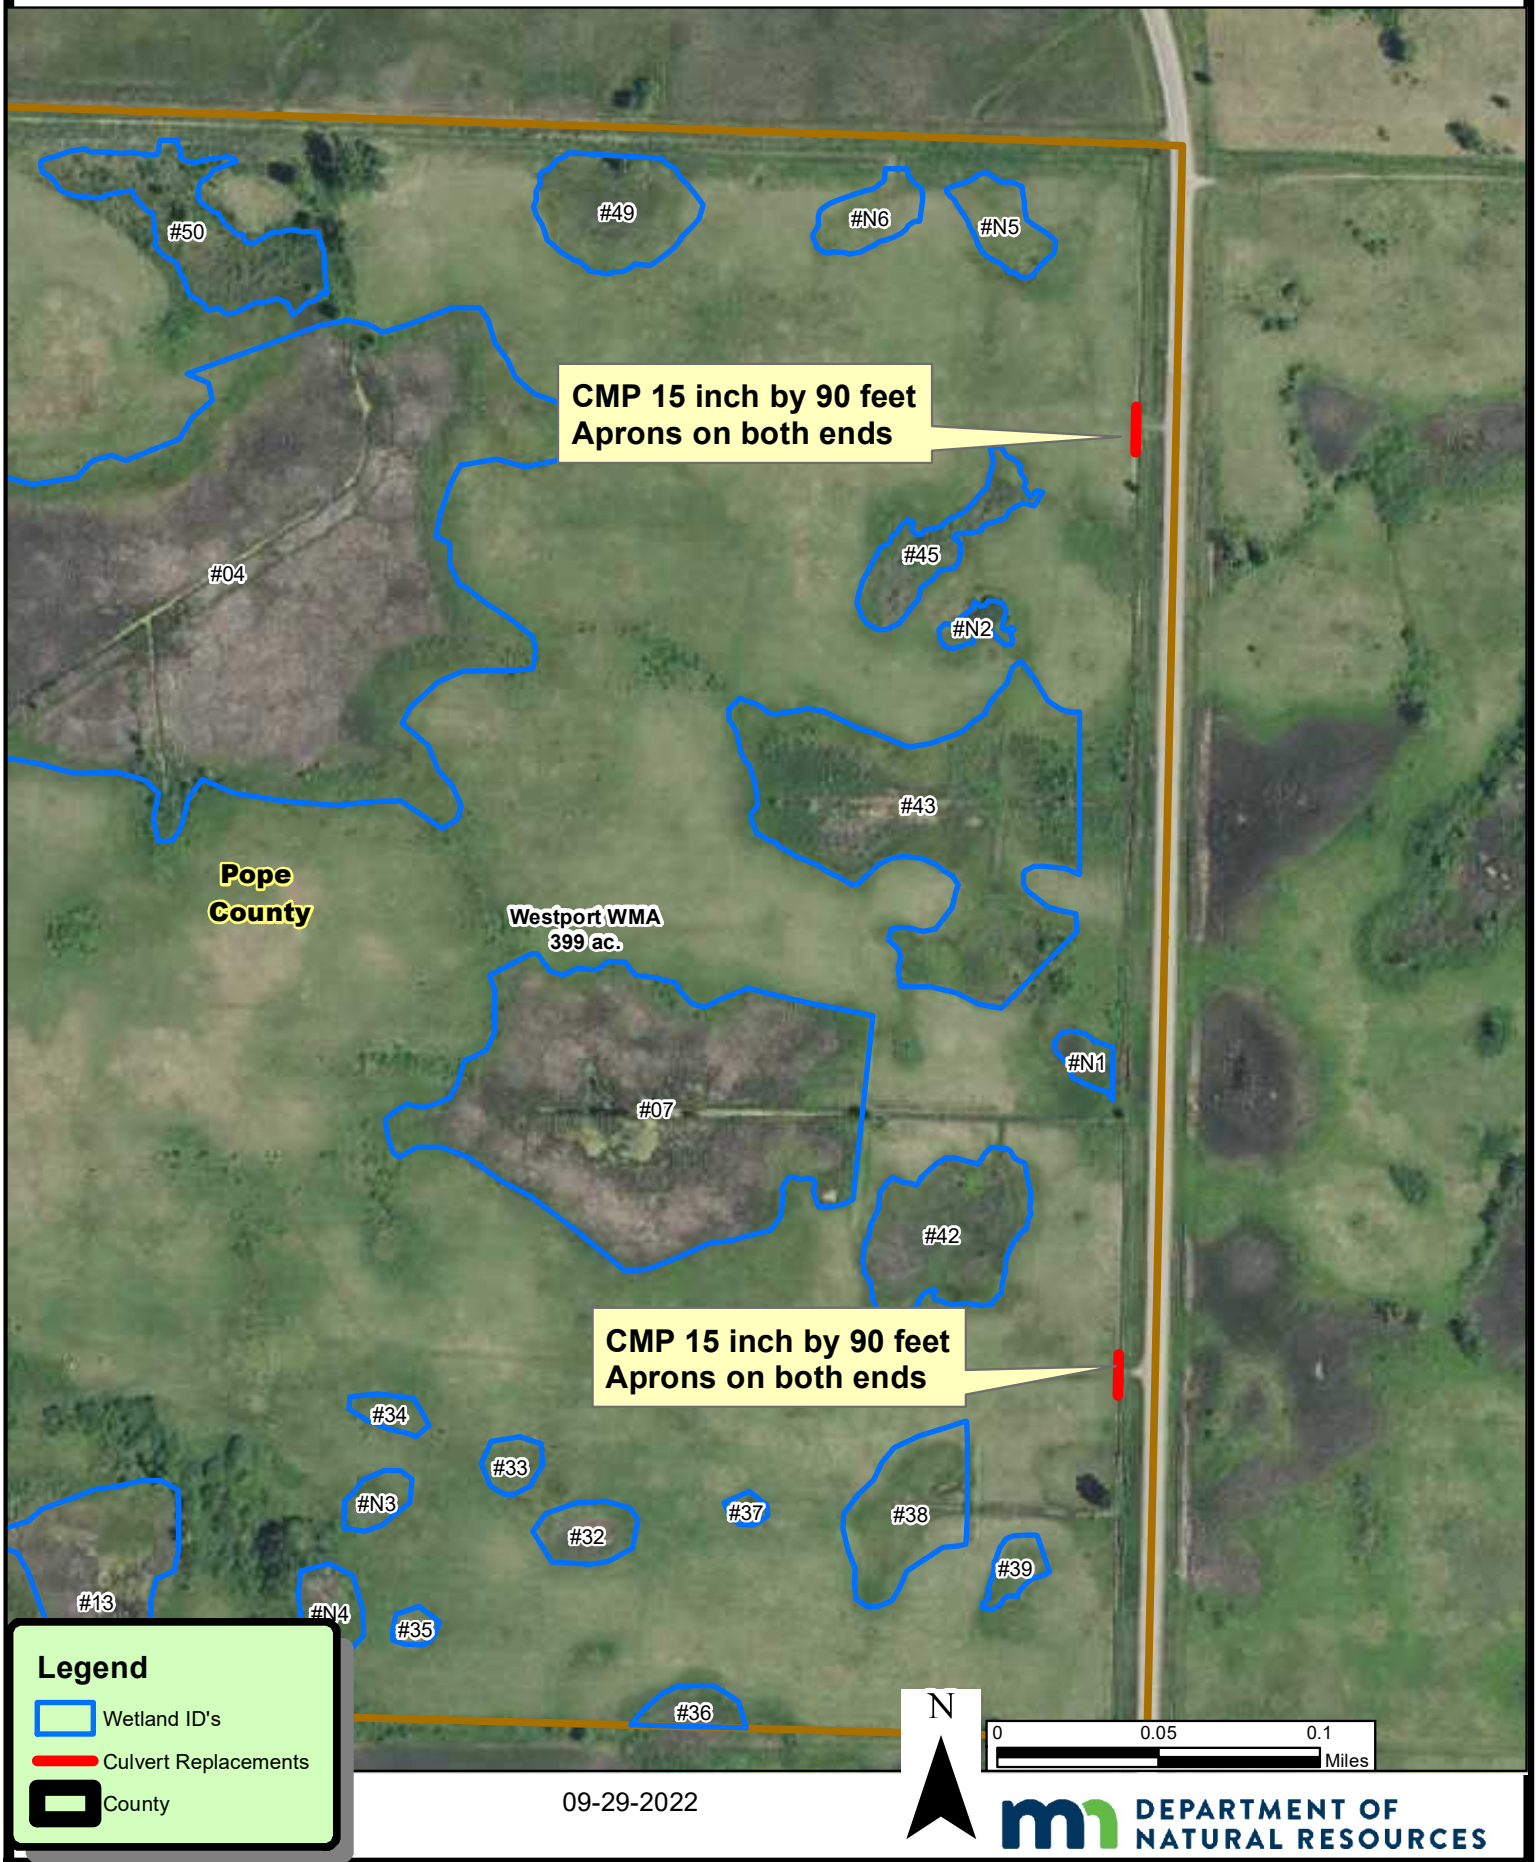 #50
#49
#N6
#N5
CMP 15 inch by 90 feet
Aprons on both ends
#45
#04
#N2
#43
Pope
County
Westport WMA
399 ac.
#N1
#07
#42
CMP 15 inch by 90 feet
Aprons on both ends
#34
#33
#N3
#37
#38
#32
#39
#13
#N4
#35
#36
Legend
Wetland ID's
Culvert Replacements
County
N
0 0.05 0.1
Miles
09-29-2022
mn DEPARTMENT OF
NATURAL RESOURCES